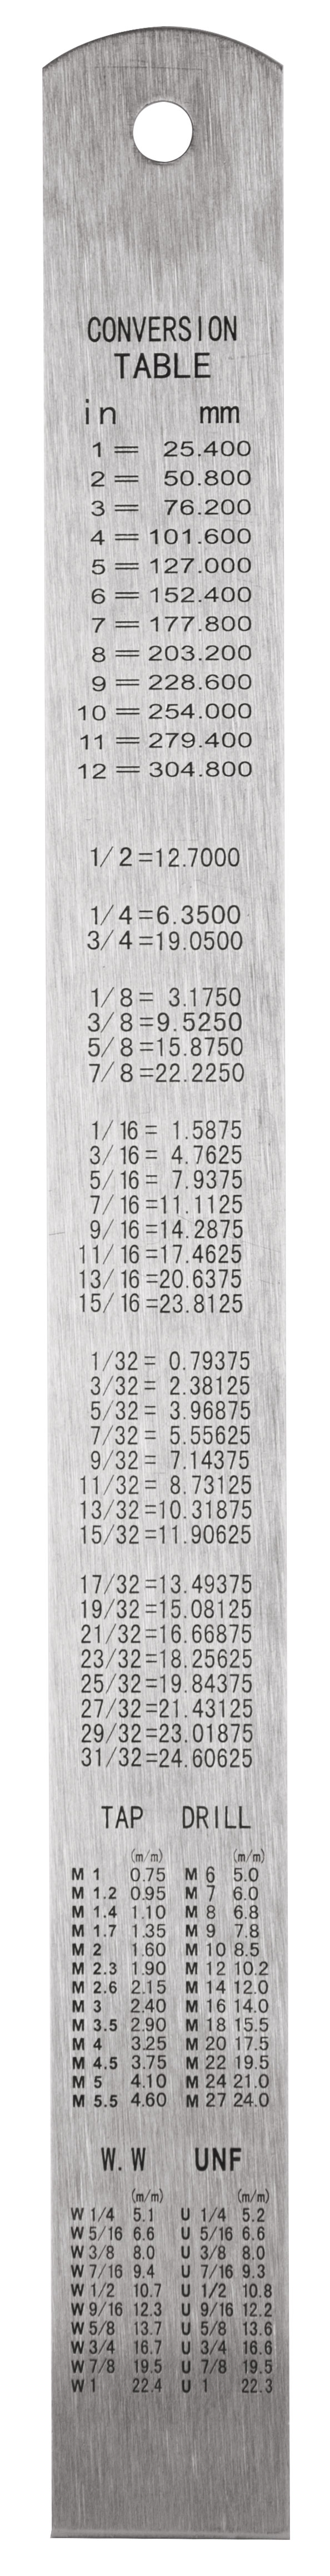 CONVERSION
TABLE
in mm
1 = 25.400
2 = 50.800
3 = 76.200
4 = 101.600
5 = 127.000
6 = 152.400
7 = 177.800
8 = 203.200
9 = 228.600
10 = 254.000
11 = 279.400
12 = 304.800
1/2=12.7000
1/4=6.3500
3/4=19.0500
1/8= 3.1750
3/8=9.5250
5/8=15.8750
7/8=22.2250
1/16= 1.5875
3/16= 4.7625
5/16= 7.9375
7/16=11.1125
9/16=14.2875
11/16=17.4625
13/16=20.6375
15/16=23.8125
1/32= 0.79375
3/32= 2.38125
5/32= 3.96875
7/32= 5.55625
9/32= 7.14375
11/32= 8.73125
13/32=10.31875
15/32=11.90625
17/32=13.49375
19/32=15.08125
21/32=16.66875
23/32=18.25625
25/32=19.84375
27/32=21.43125
29/32=23.01875
31/32=24.60625
TAP DRILL
(m/m) (m/m)
M 1 0.75 M 6 5.0
M 1.2 0.95 M 7 6.0
M 1.4 1.10 M 8 6.8
M 1.7 1.35 M 9 7.8
M 2 1.60 M 10 8.5
M 2.3 1.90 M 12 10.2
M 2.6 2.15 M 14 12.0
M 3 2.40 M 16 14.0
M 3.5 2.90 M 18 15.5
M 4 3.25 M 20 17.5
M 4.5 3.75 M 22 19.5
M 5 4.10 M 24 21.0
M 5.5 4.60 M 27 24.0
W.W UNF
(m/m) (m/m)
W 1/4 5.1 U 1/4 5.2
W 5/16 6.6 U 5/16 6.6
W 3/8 8.0 U 3/8 8.0
W 7/16 9.4 U 7/16 9.3
W 1/2 10.7 U 1/2 10.8
W 9/16 12.3 U 9/16 12.2
W 5/8 13.7 U 5/8 13.6
W 3/4 16.7 U 3/4 16.6
W 7/8 19.5 U 7/8 19.5
W 1 22.4 U 1 22.3